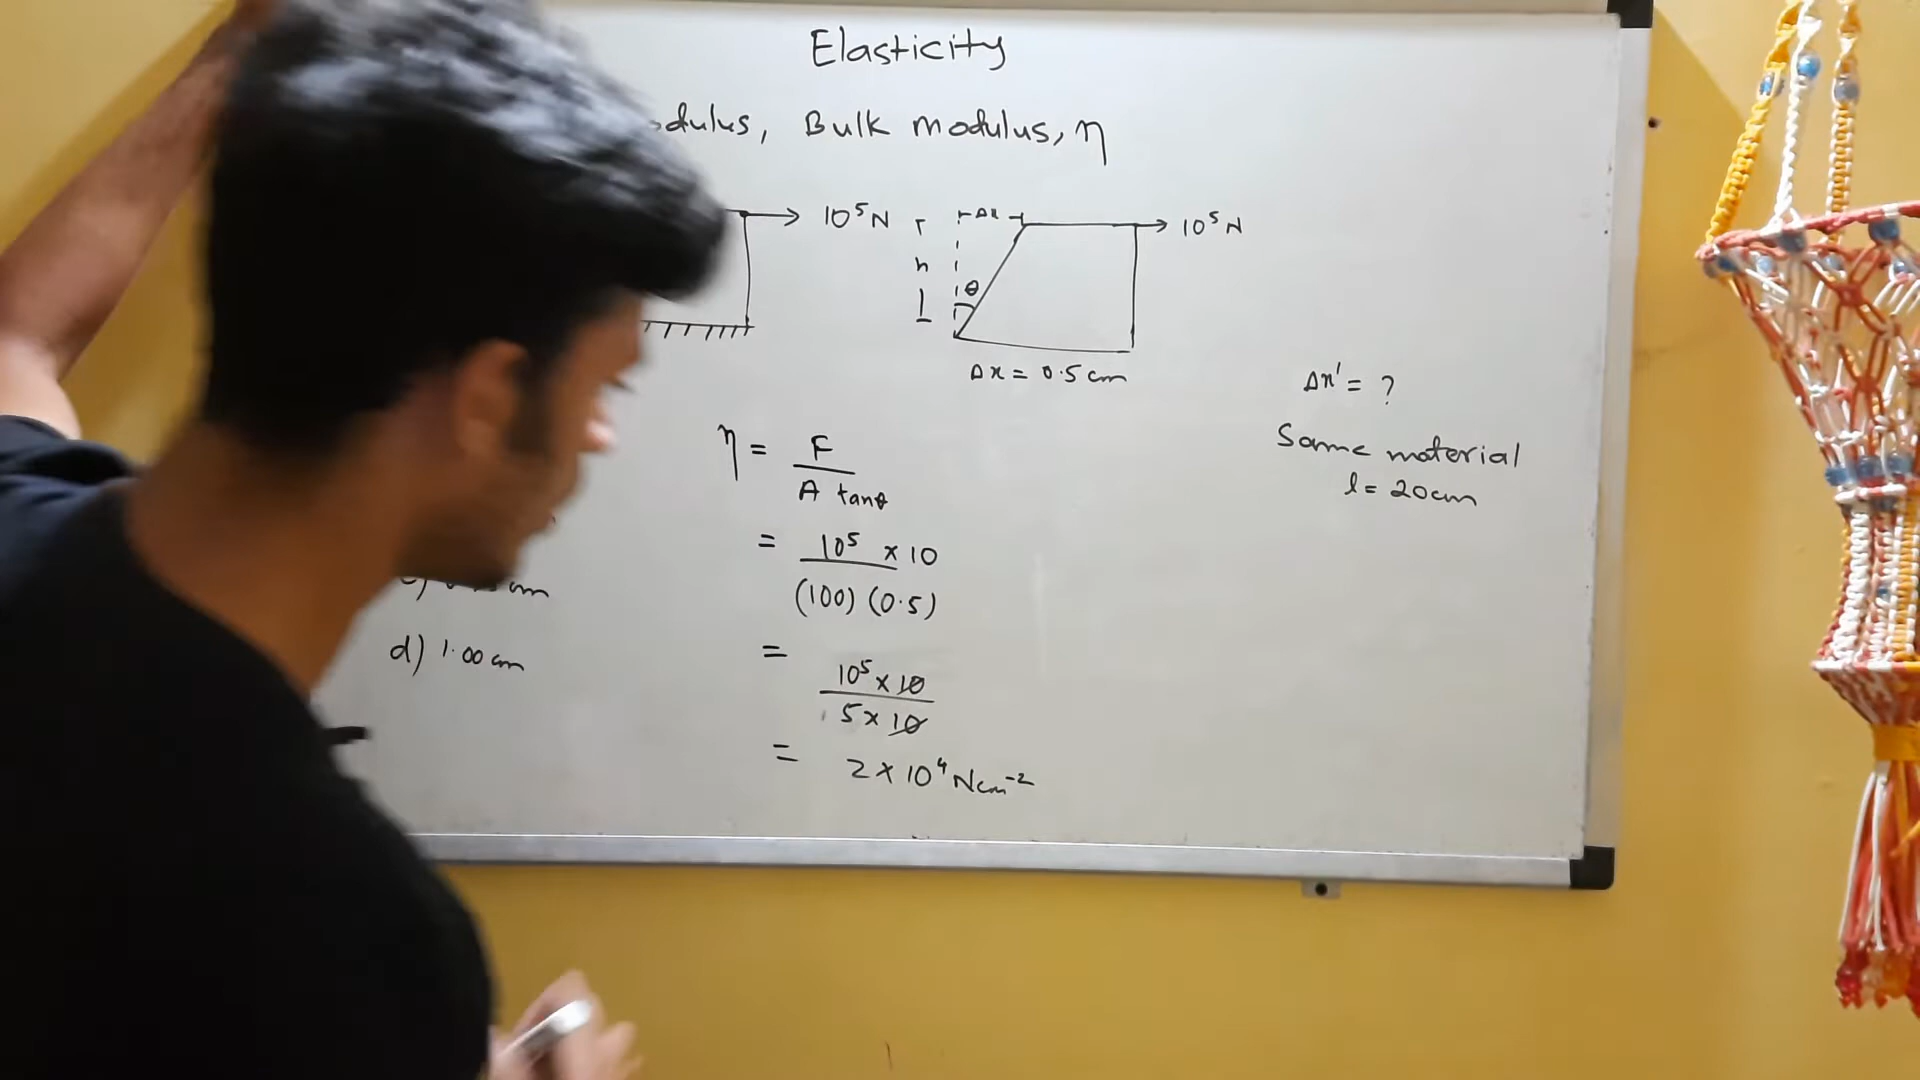 Elasticity
Bulk modulus, η
10⁵N
Δx
10⁵N
h
θ
Δx = 0.5 cm
Δx' = ?
Same material
l = 20cm
η = F / A tanθ
= 10⁵ x 10 / (100) (0.5)
= 10⁵ x 10 / 5 x 10
= 2 x 10⁴ Ncm⁻²
d) 1.00 cm